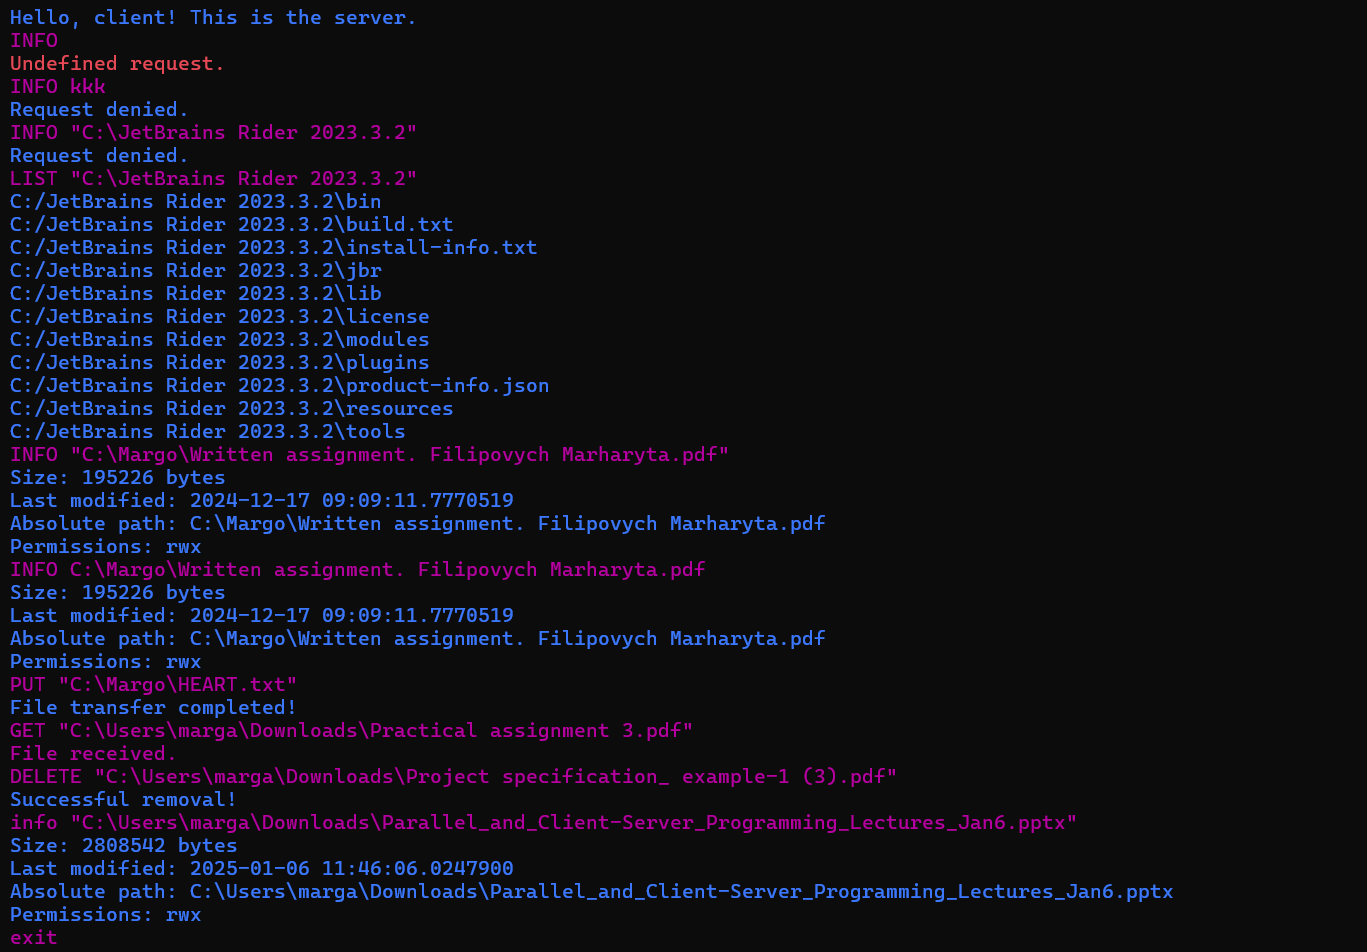 Hello, client! This is the server.
INFO
Undefined request.
INFO kkk
Request denied.
INFO "C:\JetBrains Rider 2023.3.2"
Request denied.
LIST "C:\JetBrains Rider 2023.3.2"
C:/JetBrains Rider 2023.3.2\bin
C:/JetBrains Rider 2023.3.2\build.txt
C:/JetBrains Rider 2023.3.2\install-info.txt
C:/JetBrains Rider 2023.3.2\jbr
C:/JetBrains Rider 2023.3.2\lib
C:/JetBrains Rider 2023.3.2\license
C:/JetBrains Rider 2023.3.2\modules
C:/JetBrains Rider 2023.3.2\plugins
C:/JetBrains Rider 2023.3.2\product-info.json
C:/JetBrains Rider 2023.3.2\resources
C:/JetBrains Rider 2023.3.2\tools
INFO "C:\Margo\Written assignment. Filipovych Marharyta.pdf"
Size: 195226 bytes
Last modified: 2024-12-17 09:09:11.7770519
Absolute path: C:\Margo\Written assignment. Filipovych Marharyta.pdf
Permissions: rwx
INFO C:\Margo\Written assignment. Filipovych Marharyta.pdf
Size: 195226 bytes
Last modified: 2024-12-17 09:09:11.7770519
Absolute path: C:\Margo\Written assignment. Filipovych Marharyta.pdf
Permissions: rwx
PUT "C:\Margo\HEART.txt"
File transfer completed!
GET "C:\Users\marga\Downloads\Practical assignment 3.pdf"
File received.
DELETE "C:\Users\marga\Downloads\Project specification_ example-1 (3).pdf"
Successful removal!
info "C:\Users\marga\Downloads\Parallel_and_Client-Server_Programming_Lectures_Jan6.pptx"
Size: 2808542 bytes
Last modified: 2025-01-06 11:46:06.0247900
Absolute path: C:\Users\marga\Downloads\Parallel_and_Client-Server_Programming_Lectures_Jan6.pptx
Permissions: rwx
exit